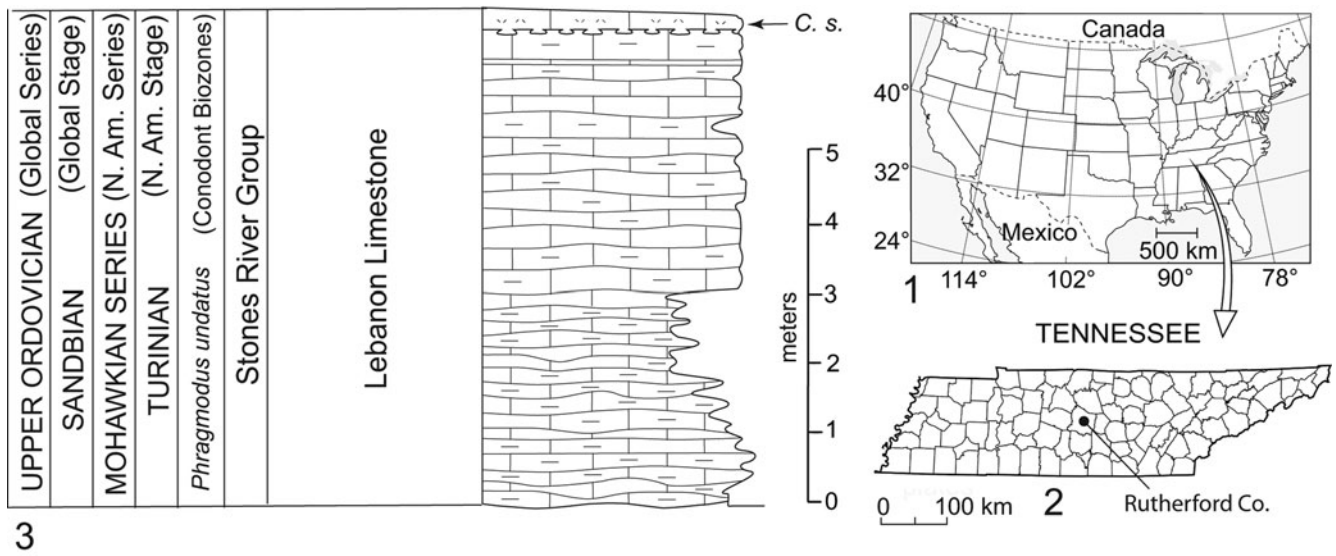 UPPER ORDOVICIAN (Global Series)
SANDBIAN (Global Stage)
MOHAWKIAN SERIES (N. Am. Series)
TURINIAN (N. Am. Stage)
Phragmodus undatus (Conodont Biozones)
Stones River Group
Lebanon Limestone
C. s.
5
4
3
2
1
0
meters
3
Canada
40°
32°
24°
Mexico
500 km
1
114°
102°
90°
78°
TENNESSEE
Rutherford Co.
0 100 km
2